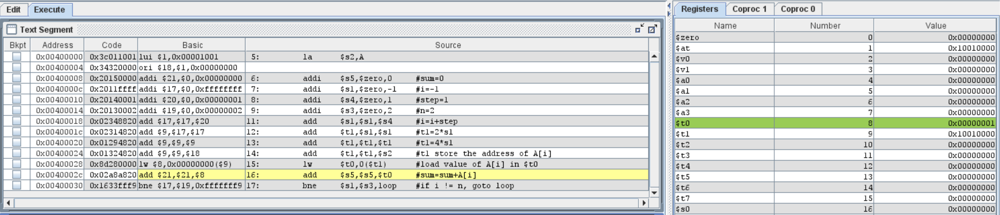 Edit Execute
Text Segment
Bkpt Address Code Basic Source
0x00400000 0x3c011001 lui $1,0x00001001 5: la $s2,A
0x00400004 0x34320000 ori $18,$1,0x00000000
0x00400008 0x20150000 addi $21,$0,0x00000000 6: addi $s5,$zero,0 #sum=0
0x0040000c 0x2011ffff addi $17,$0,0xffffffff 7: addi $s1,$zero,-1 #i=-1
0x00400010 0x20140001 addi $20,$0,0x00000001 8: addi $s4,$zero,1 #step=1
0x00400014 0x20130002 addi $19,$0,0x00000002 9: addi $s3,$zero,2 #n=2
0x00400018 0x02348820 add $17,$17,$20 11: add $s1,$s1,$s4 #i=i+step
0x0040001c 0x02314820 add $9,$17,$17 12: add $t1,$s1,$s1 #t1=2*s1
0x00400020 0x01294820 add $9,$9,$9 13: add $t1,$t1,$t1 #t1=4*s1
0x00400024 0x01324820 add $9,$9,$18 14: add $t1,$t1,$s2 #t1 store the address of A[i]
0x00400028 0x8d280000 lw $8,0x00000000($9) 15: lw $t0,0($t1) #load value of A[i] in $t0
0x0040002c 0x02a8a820 add $21,$21,$8 16: add $s5,$s5,$t0 #sum=sum+A[i]
0x00400030 0x1633fff9 bne $17,$19,0xfffffff9 17: bne $s1,$s3,loop #if i != n, goto loop
Registers Coproc 1 Coproc 0
Name Number Value
$zero 0 0x00000000
$at 1 0x10010000
$v0 2 0x00000000
$v1 3 0x00000000
$a0 4 0x00000000
$a1 5 0x00000000
$a2 6 0x00000000
$a3 7 0x00000000
$t0 8 0x00000001
$t1 9 0x10010000
$t2 10 0x00000000
$t3 11 0x00000000
$t4 12 0x00000000
$t5 13 0x00000000
$t6 14 0x00000000
$t7 15 0x00000000
$s0 16 0x00000000